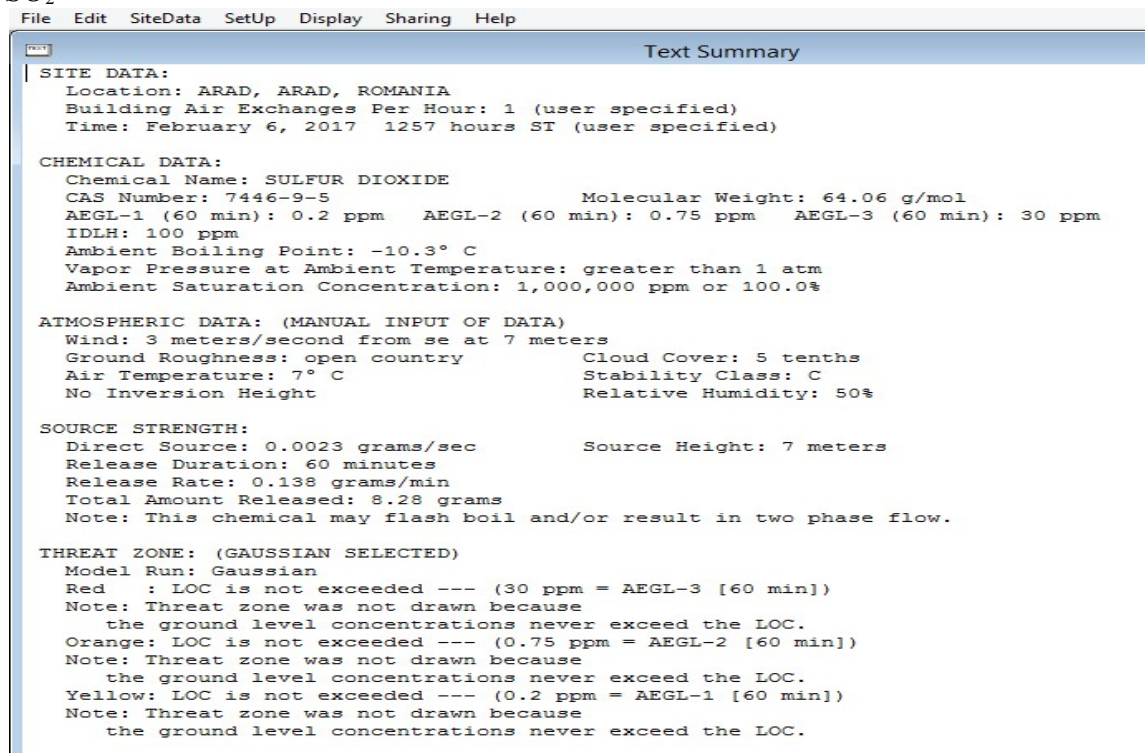 SO2
File Edit SiteData SetUp Display Sharing Help
TEXT
Text Summary
SITE DATA:
Location: ARAD, ARAD, ROMANIA
Building Air Exchanges Per Hour: 1 (user specified)
Time: February 6, 2017 1257 hours ST (user specified)
CHEMICAL DATA:
Chemical Name: SULFUR DIOXIDE
CAS Number: 7446-9-5 Molecular Weight: 64.06 g/mol
AEGL-1 (60 min): 0.2 ppm AEGL-2 (60 min): 0.75 ppm AEGL-3 (60 min): 30 ppm
IDLH: 100 ppm
Ambient Boiling Point: -10.3° C
Vapor Pressure at Ambient Temperature: greater than 1 atm
Ambient Saturation Concentration: 1,000,000 ppm or 100.0%
ATMOSPHERIC DATA: (MANUAL INPUT OF DATA)
Wind: 3 meters/second from se at 7 meters
Ground Roughness: open country Cloud Cover: 5 tenths
Air Temperature: 7° C Stability Class: C
No Inversion Height Relative Humidity: 50%
SOURCE STRENGTH:
Direct Source: 0.0023 grams/sec Source Height: 7 meters
Release Duration: 60 minutes
Release Rate: 0.138 grams/min
Total Amount Released: 8.28 grams
Note: This chemical may flash boil and/or result in two phase flow.
THREAT ZONE: (GAUSSIAN SELECTED)
Model Run: Gaussian
Red : LOC is not exceeded --- (30 ppm = AEGL-3 [60 min])
Note: Threat zone was not drawn because
the ground level concentrations never exceed the LOC.
Orange: LOC is not exceeded --- (0.75 ppm = AEGL-2 [60 min])
Note: Threat zone was not drawn because
the ground level concentrations never exceed the LOC.
Yellow: LOC is not exceeded --- (0.2 ppm = AEGL-1 [60 min])
Note: Threat zone was not drawn because
the ground level concentrations never exceed the LOC.